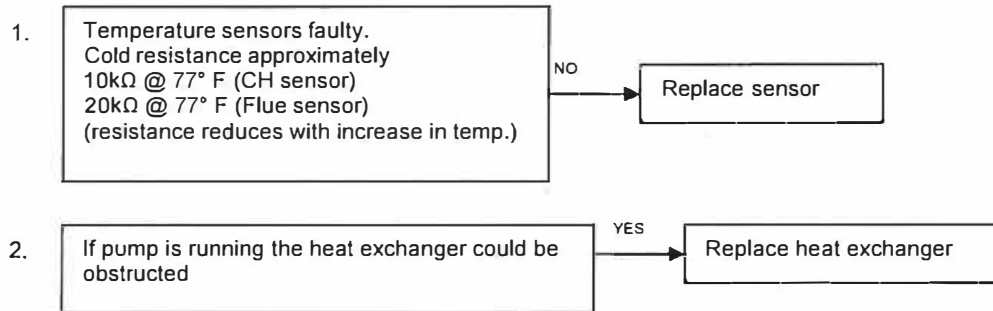 1.
Temperature sensors faulty.
Cold resistance approximately
10kΩ @ 77° F (CH sensor)
20kΩ @ 77° F (Flue sensor)
(resistance reduces with increase in temp.)
NO
Replace sensor
2.
If pump is running the heat exchanger could be
obstructed
YES
Replace heat exchanger